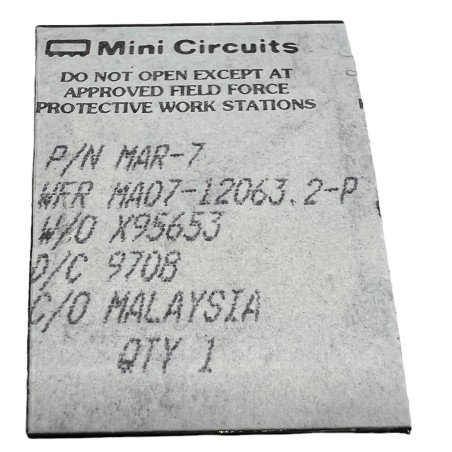 Mini Circuits
DO NOT OPEN EXCEPT AT
APPROVED FIELD FORCE
PROTECTIVE WORK STATIONS
P/N MAR-7
WFR MA07-12063.2-P
W/O X95653
D/C 9708
C/O MALAYSIA
QTY 1